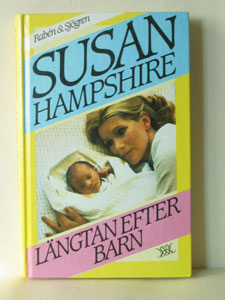 Rabén & Sjögren
SUSAN
HAMPSHIRE
LÄNGTAN EFTER
BARN